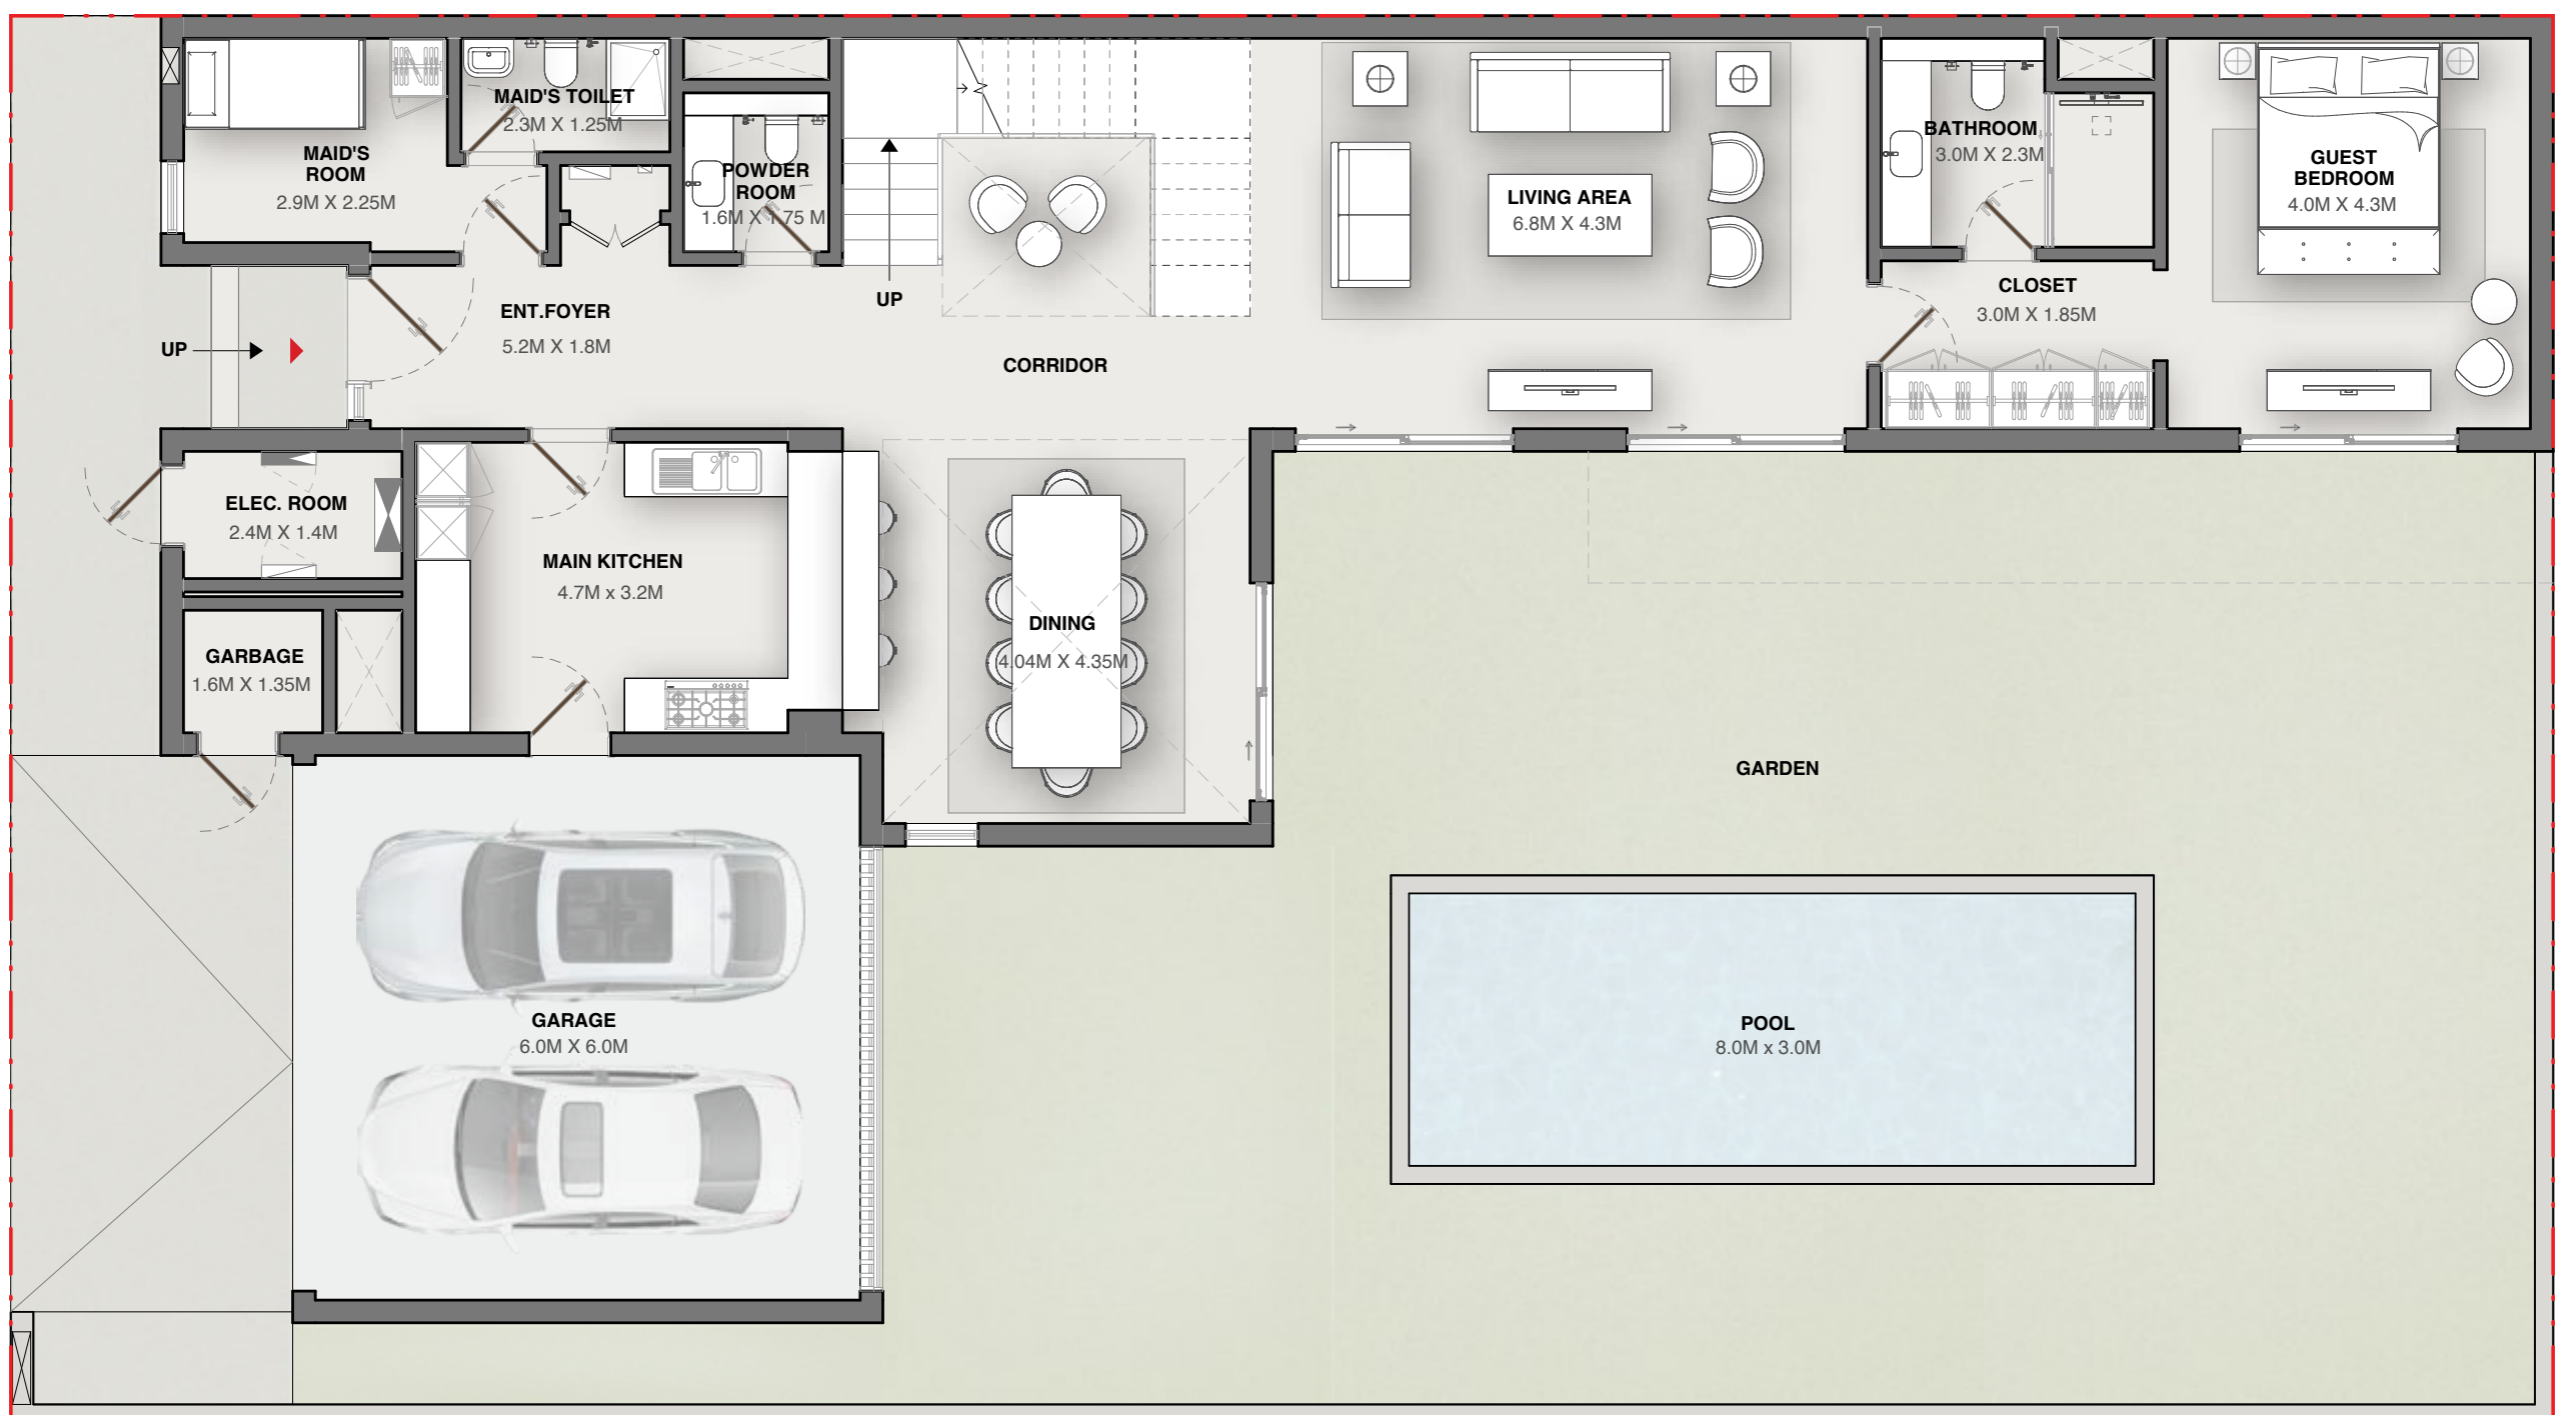 MAID'S
ROOM
2.9M X 2.25M
MAID'S TOILET
2.3M X 1.25M
POWDER
ROOM
1.6M X 1.75 M
UP
LIVING AREA
6.8M X 4.3M
BATHROOM
3.0M X 2.3M
GUEST
BEDROOM
4.0M X 4.3M
CLOSET
3.0M X 1.85M
UP
ENT.FOYER
5.2M X 1.8M
CORRIDOR
ELEC. ROOM
2.4M X 1.4M
MAIN KITCHEN
4.7M x 3.2M
DINING
4.04M X 4.35M
GARBAGE
1.6M X 1.35M
GARDEN
GARAGE
6.0M X 6.0M
POOL
8.0M x 3.0M